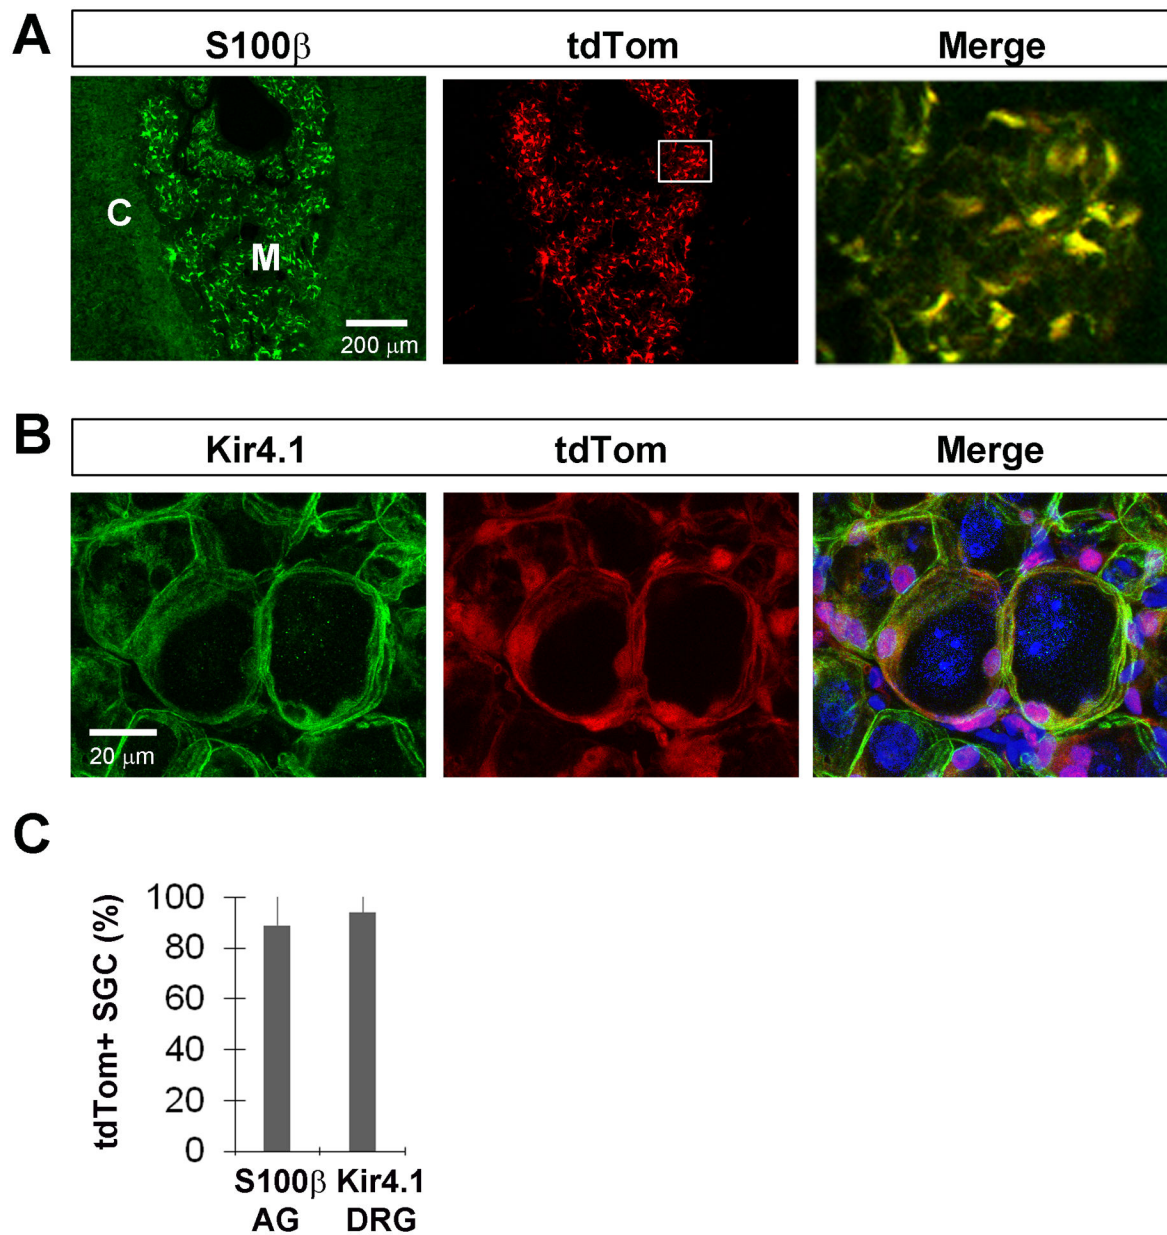 A
S100β tdTom Merge
C
M
200 μm
B
Kir4.1 tdTom Merge
20 μm
C
tdTom+ SGC (%)
100
80
60
40
20
0
S100β Kir4.1
AG DRG